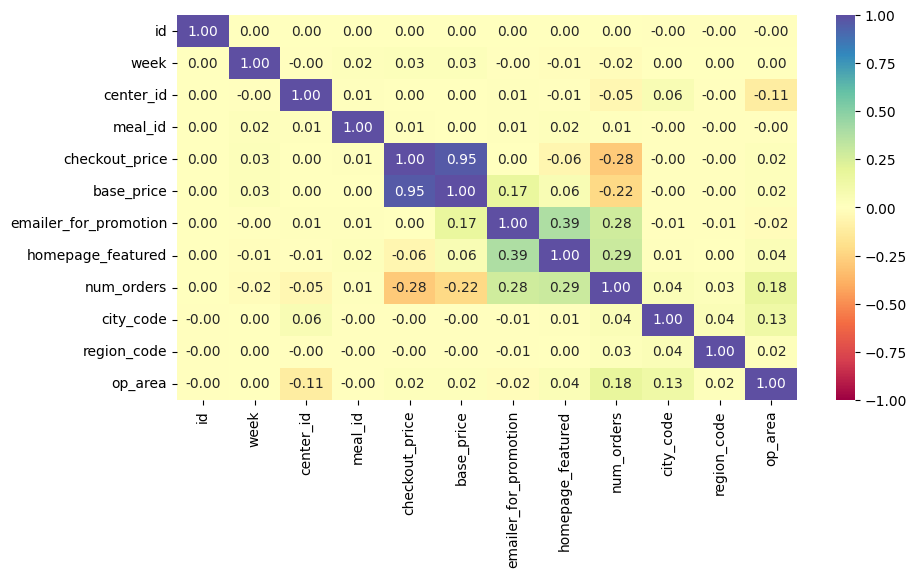 id 1.00 0.00 0.00 0.00 0.00 0.00 0.00 0.00 0.00 -0.00 -0.00 -0.00
week 0.00 1.00 -0.00 0.02 0.03 0.03 -0.00 -0.01 -0.02 0.00 0.00 0.00
center_id 0.00 -0.00 1.00 0.01 0.00 0.00 0.01 -0.01 -0.05 0.06 -0.00 -0.11
meal_id 0.00 0.02 0.01 1.00 0.01 0.00 0.01 0.02 0.01 -0.00 -0.00 -0.00
checkout_price 0.00 0.03 0.00 0.01 1.00 0.95 0.00 -0.06 -0.28 -0.00 -0.00 0.02
base_price 0.00 0.03 0.00 0.00 0.95 1.00 0.17 0.06 -0.22 -0.00 -0.00 0.02
emailer_for_promotion 0.00 -0.00 0.01 0.01 0.00 0.17 1.00 0.39 0.28 -0.01 -0.01 -0.02
homepage_featured 0.00 -0.01 -0.01 0.02 -0.06 0.06 0.39 1.00 0.29 0.01 0.00 0.04
num_orders 0.00 -0.02 -0.05 0.01 -0.28 -0.22 0.28 0.29 1.00 0.04 0.03 0.18
city_code -0.00 0.00 0.06 -0.00 -0.00 -0.00 -0.01 0.01 0.04 1.00 0.04 0.13
region_code -0.00 0.00 -0.00 -0.00 -0.00 -0.00 -0.01 0.00 0.03 0.04 1.00 0.02
op_area -0.00 0.00 -0.11 -0.00 0.02 0.02 -0.02 0.04 0.18 0.13 0.02 1.00
id
week
center_id
meal_id
checkout_price
base_price
emailer_for_promotion
homepage_featured
num_orders
city_code
region_code
op_area
1.00
0.75
0.50
0.25
0.00
−0.25
−0.50
−0.75
−1.00